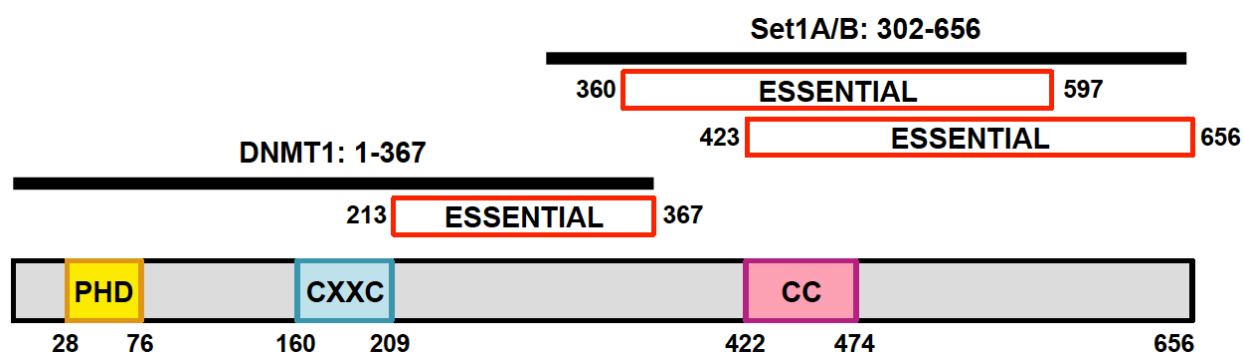 Set1A/B: 302-656
360 ESSENTIAL 597
423 ESSENTIAL 656
DNMT1: 1-367
213 ESSENTIAL 367
PHD CXXC CC
28 76 160 209 422 474 656